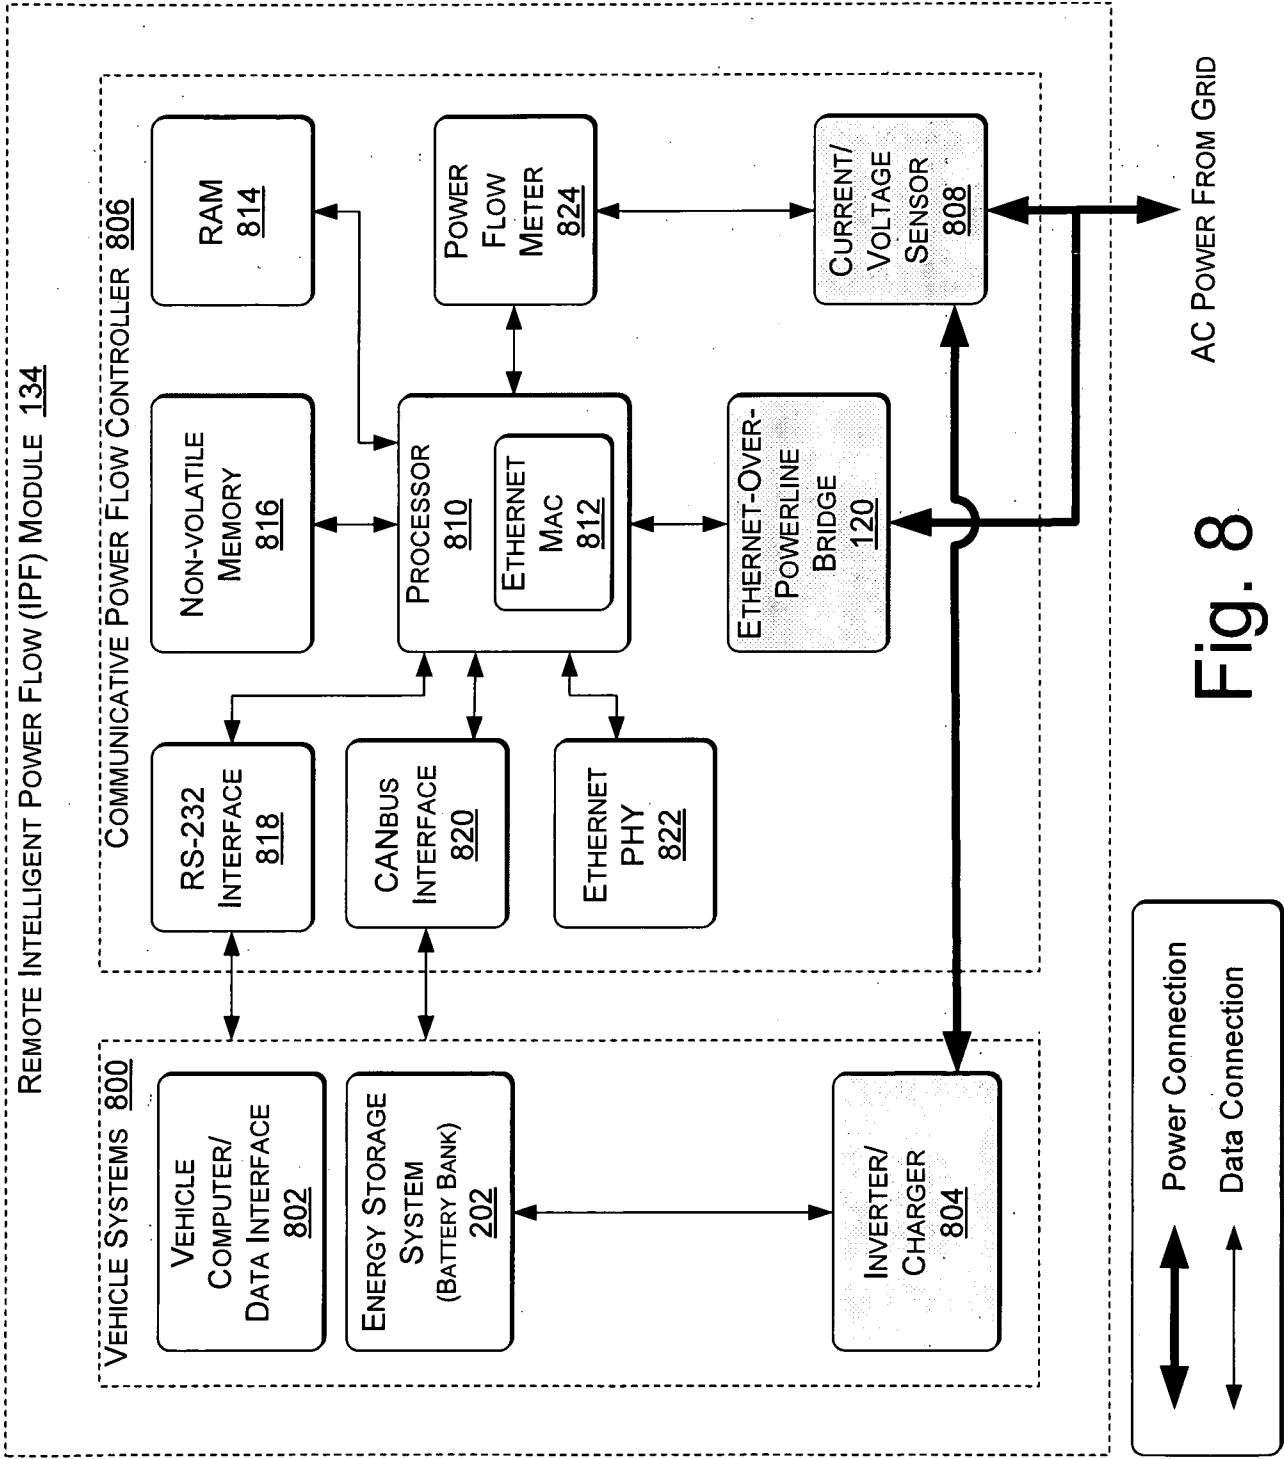 REMOTE INTELLIGENT POWER FLOW (IPF) MODULE 134
VEHICLE SYSTEMS 800
VEHICLE
COMPUTER/
DATA INTERFACE
802
ENERGY STORAGE
SYSTEM
(BATTERY BANK)
202
INVERTER/
CHARGER
804
COMMUNICATIVE POWER FLOW CONTROLLER 806
RS-232
INTERFACE
818
CANBUS
INTERFACE
820
ETHERNET
PHY
822
NON-VOLATILE
MEMORY
816
PROCESSOR
810
ETHERNET
MAC
812
ETHERNET-OVER-
POWERLINE
BRIDGE
120
RAM
814
POWER
FLOW
METER
824
CURRENT/
VOLTAGE
SENSOR
808
AC POWER FROM GRID
Power Connection
Data Connection
Fig. 8